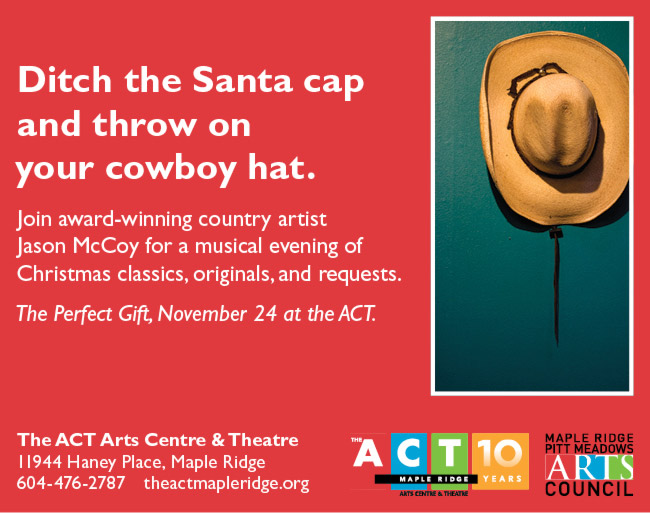 Ditch the Santa cap
and throw on
your cowboy hat.
Join award-winning country artist
Jason McCoy for a musical evening of
Christmas classics, originals, and requests.
The Perfect Gift, November 24 at the ACT.
The ACT Arts Centre & Theatre
11944 Haney Place, Maple Ridge
604-476-2787 theactmapleridge.org
THE ACT 10
MAPLE RIDGE YEARS
ARTS CENTRE & THEATRE
MAPLE RIDGE
PITT MEADOWS
ARTS
COUNCIL